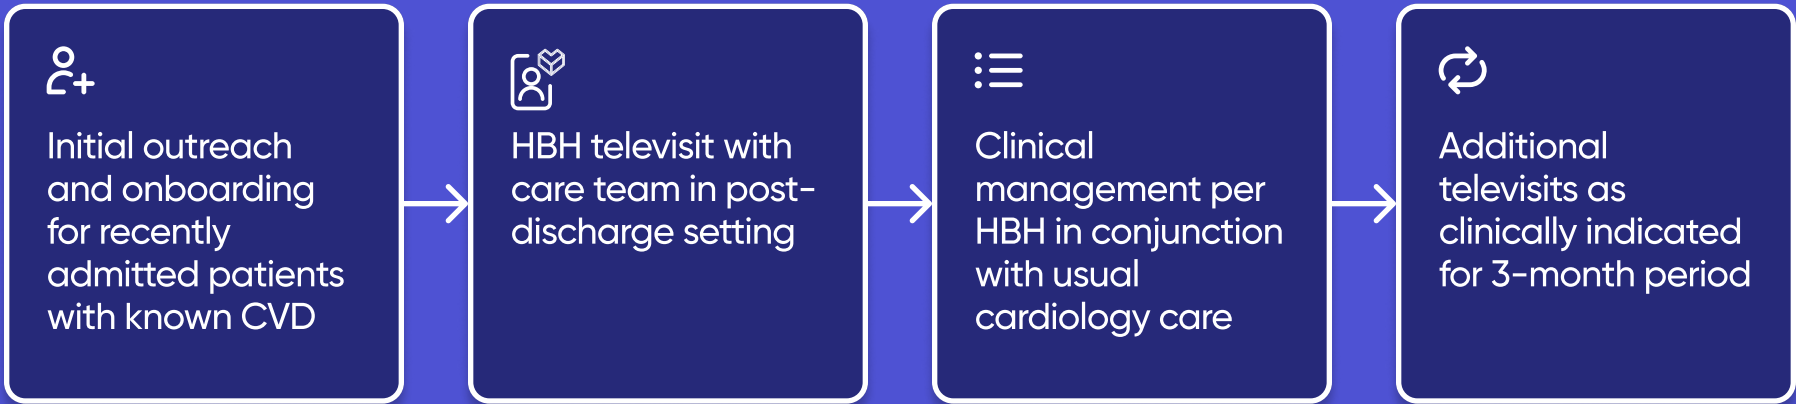 Initial outreach
and onboarding
for recently
admitted patients
with known CVD
HBH televisit with
care team in post-
discharge setting
Clinical
management per
HBH in conjunction
with usual
cardiology care
Additional
televisits as
clinically indicated
for 3-month period